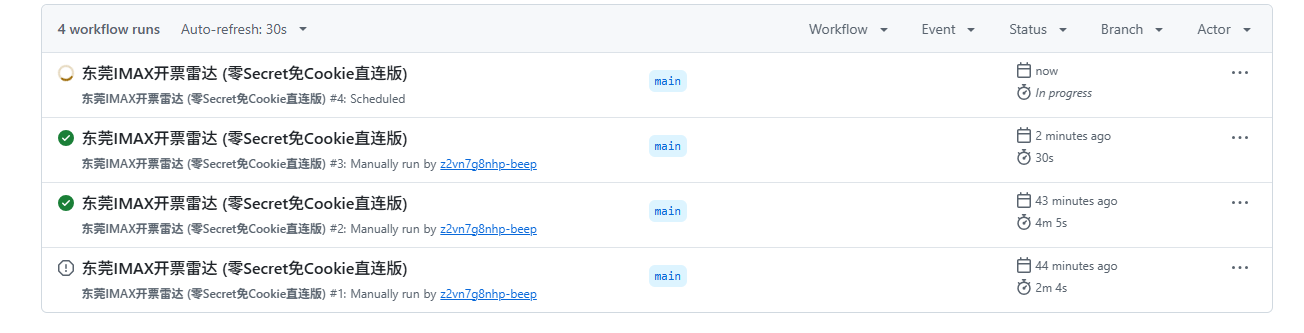 4 workflow runs Auto-refresh: 30s Workflow Event Status Branch Actor
东莞IMAX开票雷达 (零Secret免Cookie直连版) main now
东莞IMAX开票雷达 (零Secret免Cookie直连版) #4: Scheduled In progress
东莞IMAX开票雷达 (零Secret免Cookie直连版) main 2 minutes ago
东莞IMAX开票雷达 (零Secret免Cookie直连版) #3: Manually run by z2vn7g8nhp-beep 30s
东莞IMAX开票雷达 (零Secret免Cookie直连版) main 43 minutes ago
东莞IMAX开票雷达 (零Secret免Cookie直连版) #2: Manually run by z2vn7g8nhp-beep 4m 5s
东莞IMAX开票雷达 (零Secret免Cookie直连版) main 44 minutes ago
东莞IMAX开票雷达 (零Secret免Cookie直连版) #1: Manually run by z2vn7g8nhp-beep 2m 4s